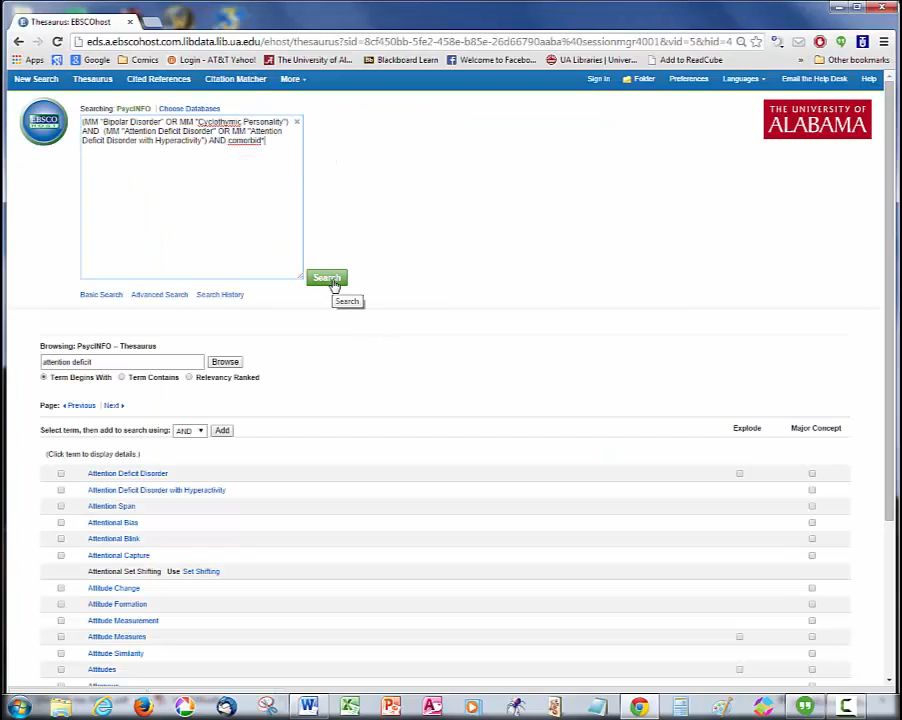 Thesaurus: EBSCOhost
eds.a.ebscohost.com.libdata.lib.ua.edu/ehost/thesaurus?sid=8cf450bb-5fe2-458e-b85e-26d66790aaba%40sessionmgr4001&vid=5&hid=4
Apps Google Comics Login - AT&T Yahoo! The University of Al... Blackboard Learn Welcome to Facebo... UA Libraries | Univer... Add to ReadCube Other bookmarks
New Search Thesaurus Cited References Citation Matcher More Sign In Folder Preferences Languages Email the Help Desk Help
EBSCO
HOST
Searching: PsycINFO Choose Databases
(MM "Bipolar Disorder" OR MM "Cyclothymic Personality")
AND (MM "Attention Deficit Disorder" OR MM "Attention
Deficit Disorder with Hyperactivity") AND comorbid*
THE UNIVERSITY OF
ALABAMA
Search
Search
Basic Search Advanced Search Search History
Browsing: PsycINFO -- Thesaurus
attention deficit Browse
Term Begins With Term Contains Relevancy Ranked
Page: Previous Next
Select term, then add to search using: AND Add Explode Major Concept
(Click term to display details.)
Attention Deficit Disorder
Attention Deficit Disorder with Hyperactivity
Attention Span
Attentional Bias
Attentional Blink
Attentional Capture
Attentional Set Shifting Use Set Shifting
Attitude Change
Attitude Formation
Attitude Measurement
Attitude Measures
Attitude Similarity
Attitudes